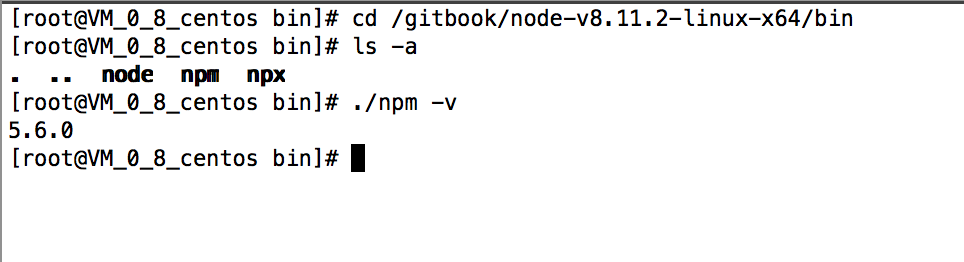 [root@VM_0_8_centos bin]# cd /gitbook/node-v8.11.2-linux-x64/bin
[root@VM_0_8_centos bin]# ls -a
. .. node npm npx
[root@VM_0_8_centos bin]# ./npm -v
5.6.0
[root@VM_0_8_centos bin]#